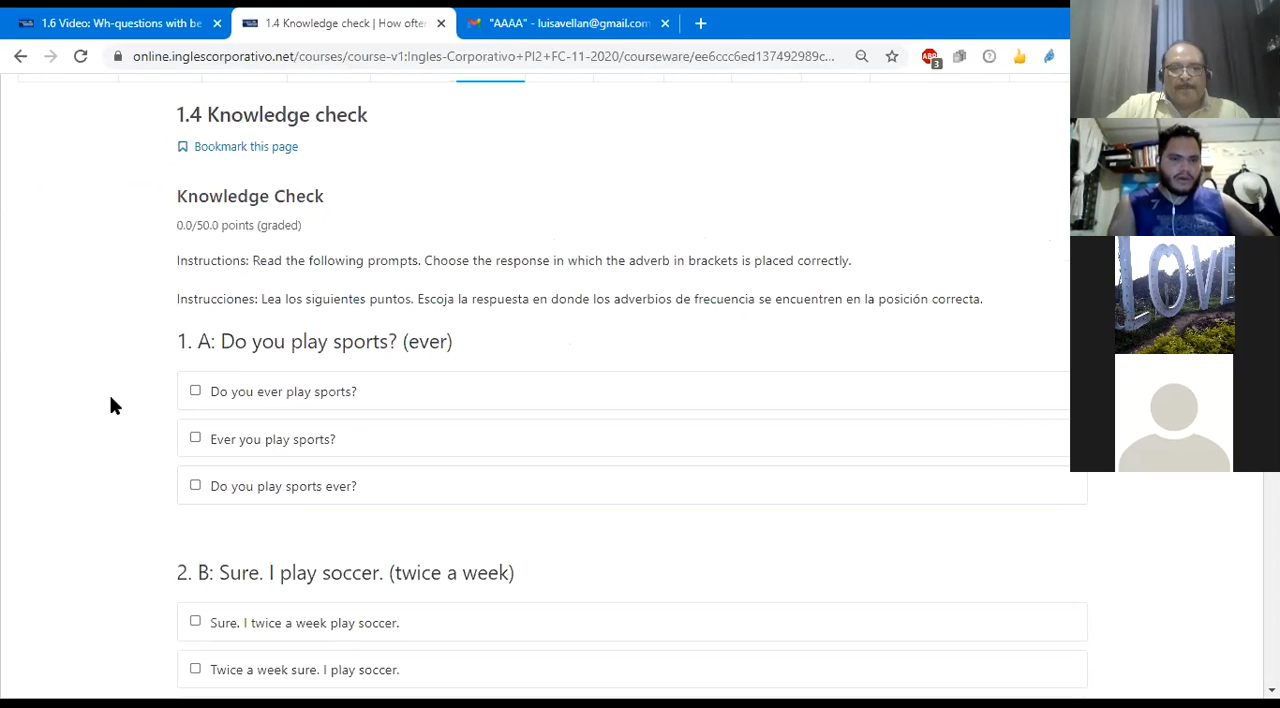 1.6 Video: Wh-questions with be
1.4 Knowledge check | How ofter
"AAAA" - luisavellan@gmail.com
online.inglescorporativo.net/courses/course-v1:Ingles-Corporativo+PI2+FC-11-2020/courseware/ee6ccc6ed137492989c...
ABP
3
1.4 Knowledge check
Bookmark this page
Knowledge Check
0.0/50.0 points (graded)
Instructions: Read the following prompts. Choose the response in which the adverb in brackets is placed correctly.
Instrucciones: Lea los siguientes puntos. Escoja la respuesta en donde los adverbios de frecuencia se encuentren en la posición correcta.
1. A: Do you play sports? (ever)
Do you ever play sports?
Ever you play sports?
Do you play sports ever?
2. B: Sure. I play soccer. (twice a week)
Sure. I twice a week play soccer.
Twice a week sure. I play soccer.
LOVE
7